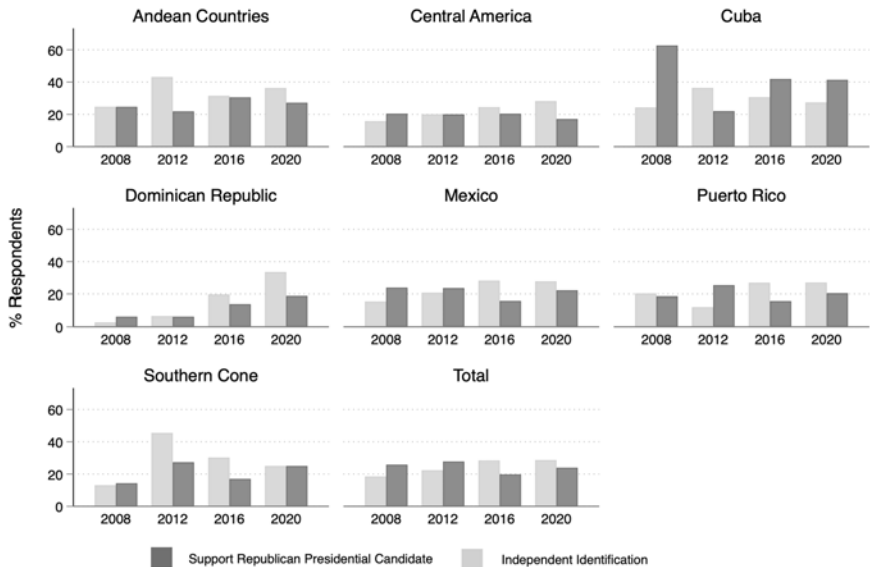 Andean Countries
Central America
Cuba
60
40
20
0
2008 2012 2016 2020
2008 2012 2016 2020
2008 2012 2016 2020
Dominican Republic
Mexico
Puerto Rico
% Respondents
60
40
20
0
2008 2012 2016 2020
2008 2012 2016 2020
2008 2012 2016 2020
Southern Cone
Total
60
40
20
0
2008 2012 2016 2020
2008 2012 2016 2020
Support Republican Presidential Candidate
Independent Identification